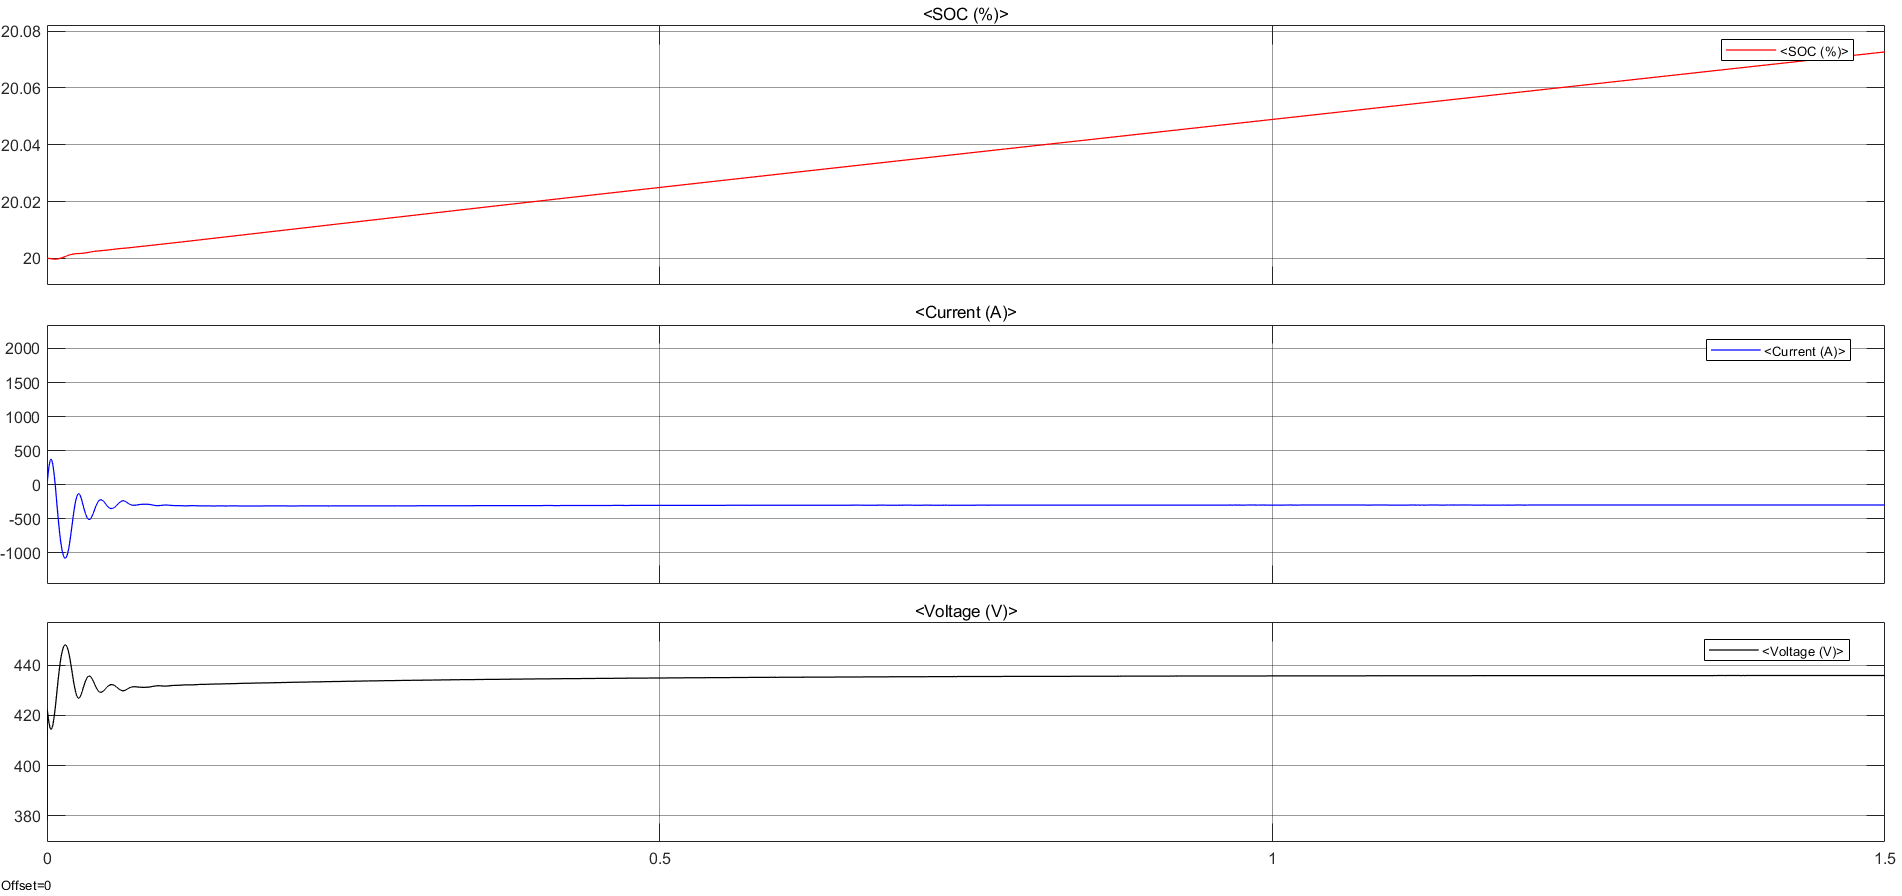 <SOC (%)>
20.08
<SOC (%)>
20.06
20.04
20.02
20
<Current (A)>
2000
<Current (A)>
1500
1000
500
0
-500
-1000
<Voltage (V)>
<Voltage (V)>
440
420
400
380
0 0.5 1 1.5
Offset=0